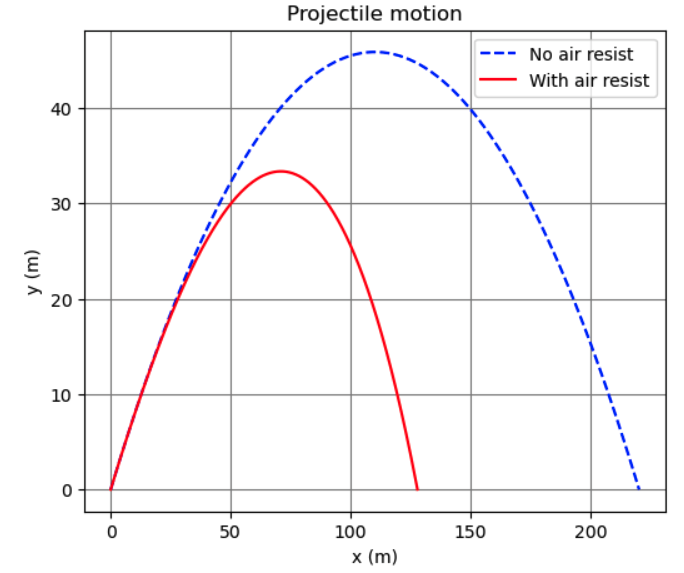 Projectile motion
No air resist
With air resist
y (m)
40
30
20
10
0
0 50 100 150 200
x (m)